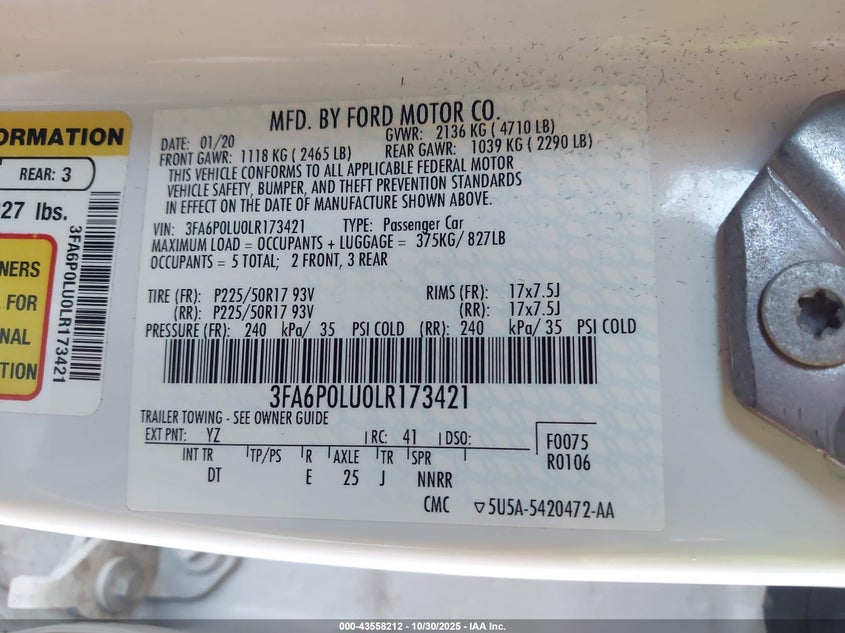 ORMATION
REAR: 3
27 lbs.
NERS
FOR
NAL
TION
3FA6P0LU0LR173421
MFD. BY FORD MOTOR CO.
DATE: 01/20
GVWR: 2136 KG ( 4710 LB)
FRONT GAWR: 1118 KG ( 2465 LB)
REAR GAWR: 1039 KG ( 2290 LB)
THIS VEHICLE CONFORMS TO ALL APPLICABLE FEDERAL MOTOR
VEHICLE SAFETY, BUMPER, AND THEFT PREVENTION STANDARDS
IN EFFECT ON THE DATE OF MANUFACTURE SHOWN ABOVE.
VIN: 3FA6P0LU0LR173421 TYPE: Passenger Car
MAXIMUM LOAD = OCCUPANTS + LUGGAGE = 375KG/ 827LB
OCCUPANTS = 5 TOTAL; 2 FRONT, 3 REAR
TIRE (FR): P225/50R17 93V RIMS (FR): 17x7.5J
(RR): P225/50R17 93V (RR): 17x7.5J
PRESSURE (FR): 240 kPa/ 35 PSI COLD (RR): 240 kPa/ 35 PSI COLD
3FA6P0LU0LR173421
TRAILER TOWING - SEE OWNER GUIDE
EXT PNT: YZ RC: 41 DSO:
F0075
R0106
INT TR TP/PS R AXLE TR SPR
DT E 25 J NNRR
CMC ▽5U5A-5420472-AA
000-43558212 - 10/30/2025 - IAA Inc.